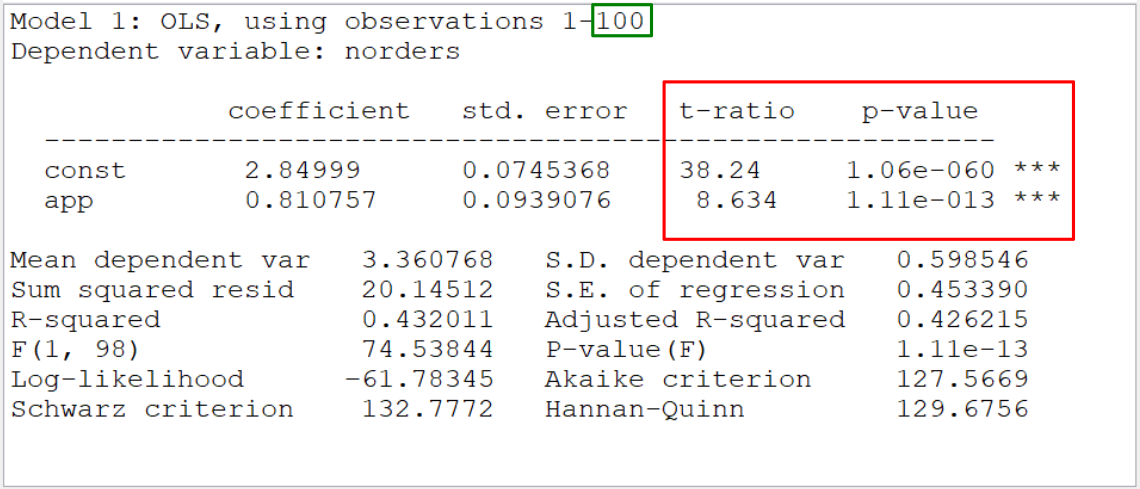 Model 1: OLS, using observations 1-100
Dependent variable: norders
coefficient std. error t-ratio p-value
---------------------------------------------------------
const 2.84999 0.0745368 38.24 1.06e-060 ***
app 0.810757 0.0939076 8.634 1.11e-013 ***
Mean dependent var 3.360768 S.D. dependent var 0.598546
Sum squared resid 20.14512 S.E. of regression 0.453390
R-squared 0.432011 Adjusted R-squared 0.426215
F(1, 98) 74.53844 P-value(F) 1.11e-13
Log-likelihood -61.78345 Akaike criterion 127.5669
Schwarz criterion 132.7772 Hannan-Quinn 129.6756